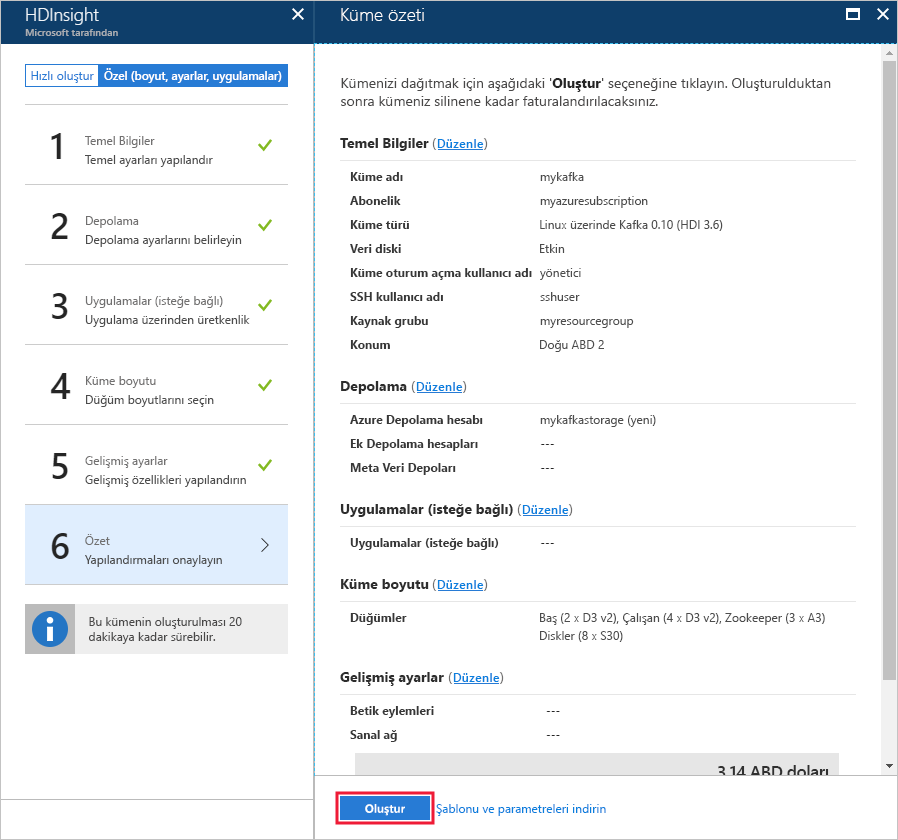 HDInsight
Microsoft tarafından
Hızlı oluştur
Özel (boyut, ayarlar, uygulamalar)
1
Temel Bilgiler
Temel ayarları yapılandır
2
Depolama
Depolama ayarlarını belirleyin
3
Uygulamalar (isteğe bağlı)
Uygulama üzerinden üretkenlik
4
Küme boyutu
Düğüm boyutlarını seçin
5
Gelişmiş ayarlar
Gelişmiş özellikleri yapılandırın
6
Özet
Yapılandırmaları onaylayın
Bu kümenin oluşturulması 20
dakikaya kadar sürebilir.
Küme özeti
Kümenizi dağıtmak için aşağıdaki 'Oluştur' seçeneğine tıklayın. Oluşturulduktan
sonra kümeniz silinene kadar faturalandırılacaksınız.
Temel Bilgiler (Düzenle)
Küme adı mykafka
Abonelik myazuresubscription
Küme türü Linux üzerinde Kafka 0.10 (HDI 3.6)
Veri diski Etkin
Küme oturum açma kullanıcı adı yönetici
SSH kullanıcı adı sshuser
Kaynak grubu myresourcegroup
Konum Doğu ABD 2
Depolama (Düzenle)
Azure Depolama hesabı mykafkastorage (yeni)
Ek Depolama hesapları ---
Meta Veri Depoları ---
Uygulamalar (isteğe bağlı) (Düzenle)
Uygulamalar (isteğe bağlı) ---
Küme boyutu (Düzenle)
Düğümler Baş (2 x D3 v2), Çalışan (4 x D3 v2), Zookeeper (3 x A3)
Diskler (8 x S30)
Gelişmiş ayarlar (Düzenle)
Betik eylemleri ---
Sanal ağ ---
3.14 ABD doları
Oluştur Şablonu ve parametreleri indirin